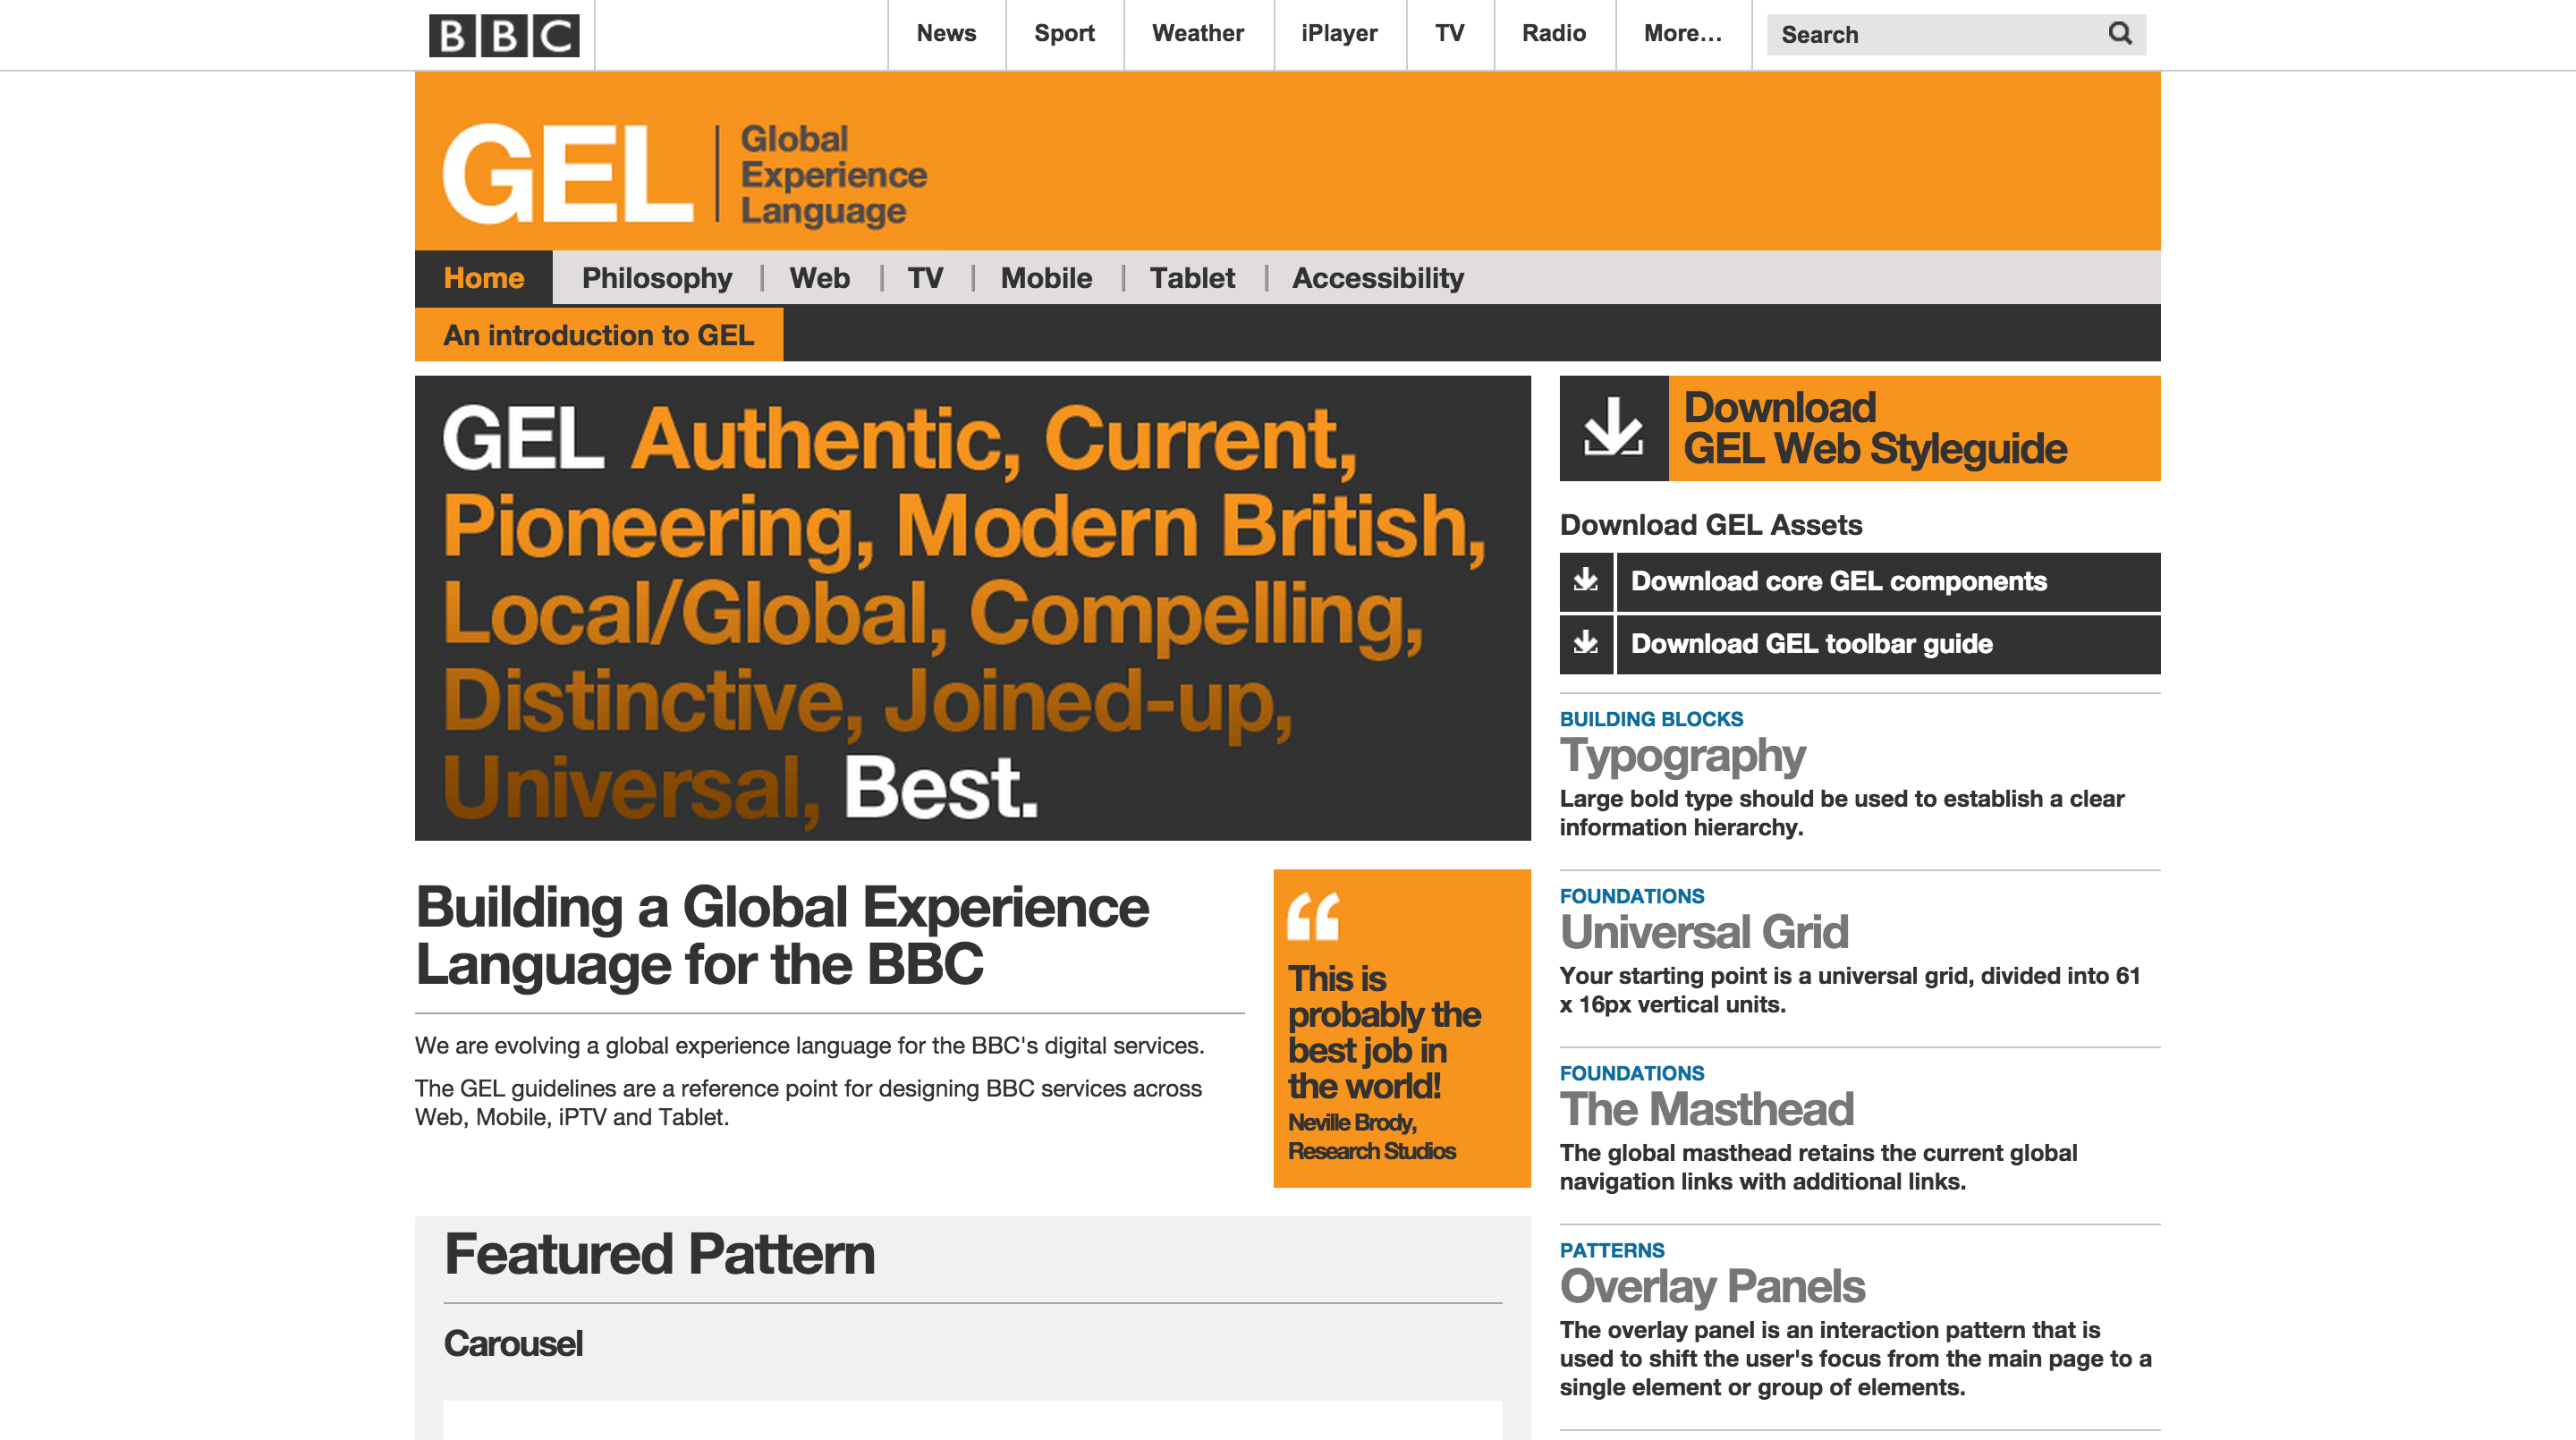 BBC
News
Sport
Weather
iPlayer
TV
Radio
More...
Search
GEL
Global
Experience
Language
Home
Philosophy
Web
TV
Mobile
Tablet
Accessibility
An introduction to GEL
GEL Authentic, Current,
Pioneering, Modern British,
Local/Global, Compelling,
Distinctive, Joined-up,
Universal, Best.
Building a Global Experience
Language for the BBC
We are evolving a global experience language for the BBC's digital services.
The GEL guidelines are a reference point for designing BBC services across
Web, Mobile, iPTV and Tablet.
“
This is
probably the
best job in
the world!
Neville Brody,
Research Studios
Featured Pattern
Carousel
Download
GEL Web Styleguide
Download GEL Assets
Download core GEL components
Download GEL toolbar guide
BUILDING BLOCKS
Typography
Large bold type should be used to establish a clear
information hierarchy.
FOUNDATIONS
Universal Grid
Your starting point is a universal grid, divided into 61
x 16px vertical units.
FOUNDATIONS
The Masthead
The global masthead retains the current global
navigation links with additional links.
PATTERNS
Overlay Panels
The overlay panel is an interaction pattern that is
used to shift the user's focus from the main page to a
single element or group of elements.